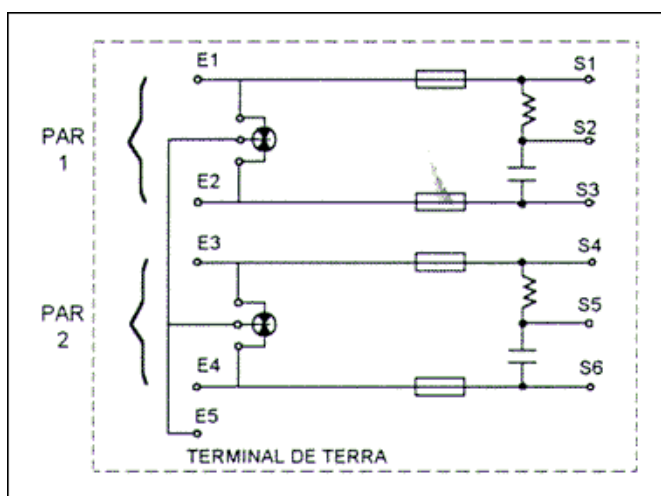 E1
S1
PAR
1
S2
E2
S3
E3
S4
PAR
2
S5
E4
S6
E5
TERMINAL DE TERRA